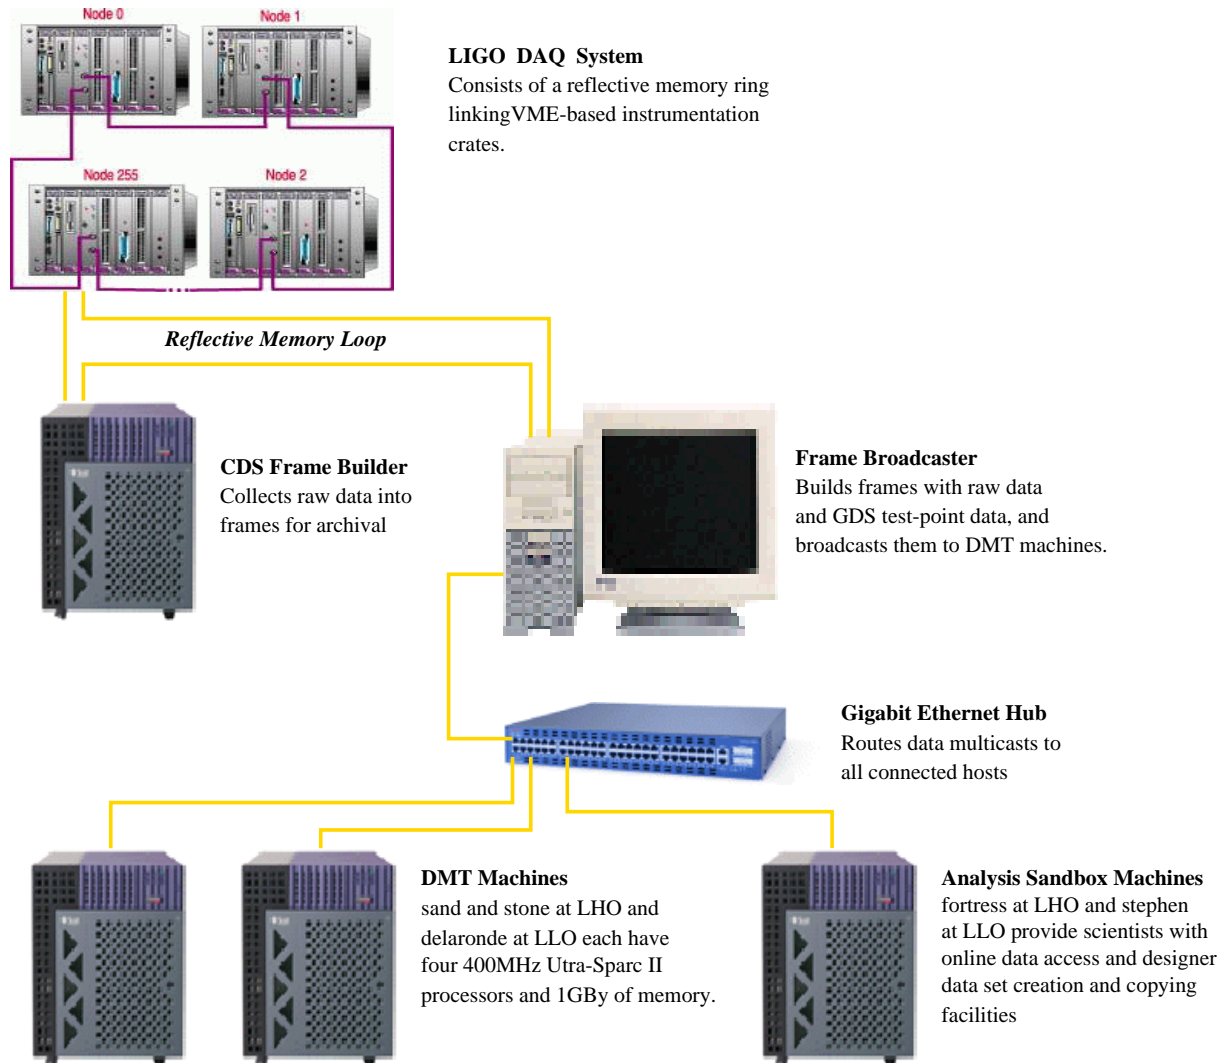 Node 0
Node 1
LIGO DAQ System
Consists of a reflective memory ring
linkingVME-based instrumentation
crates.
Node 255
Node 2
Reflective Memory Loop
CDS Frame Builder
Collects raw data into
frames for archival
Frame Broadcaster
Builds frames with raw data
and GDS test-point data, and
broadcasts them to DMT machines.
Gigabit Ethernet Hub
Routes data multicasts to
all connected hosts
DMT Machines
sand and stone at LHO and
delaronde at LLO each have
four 400MHz Utra-Sparc II
processors and 1GBy of memory.
Analysis Sandbox Machines
fortress at LHO and stephen
at LLO provide scientists with
online data access and designer
data set creation and copying
facilities